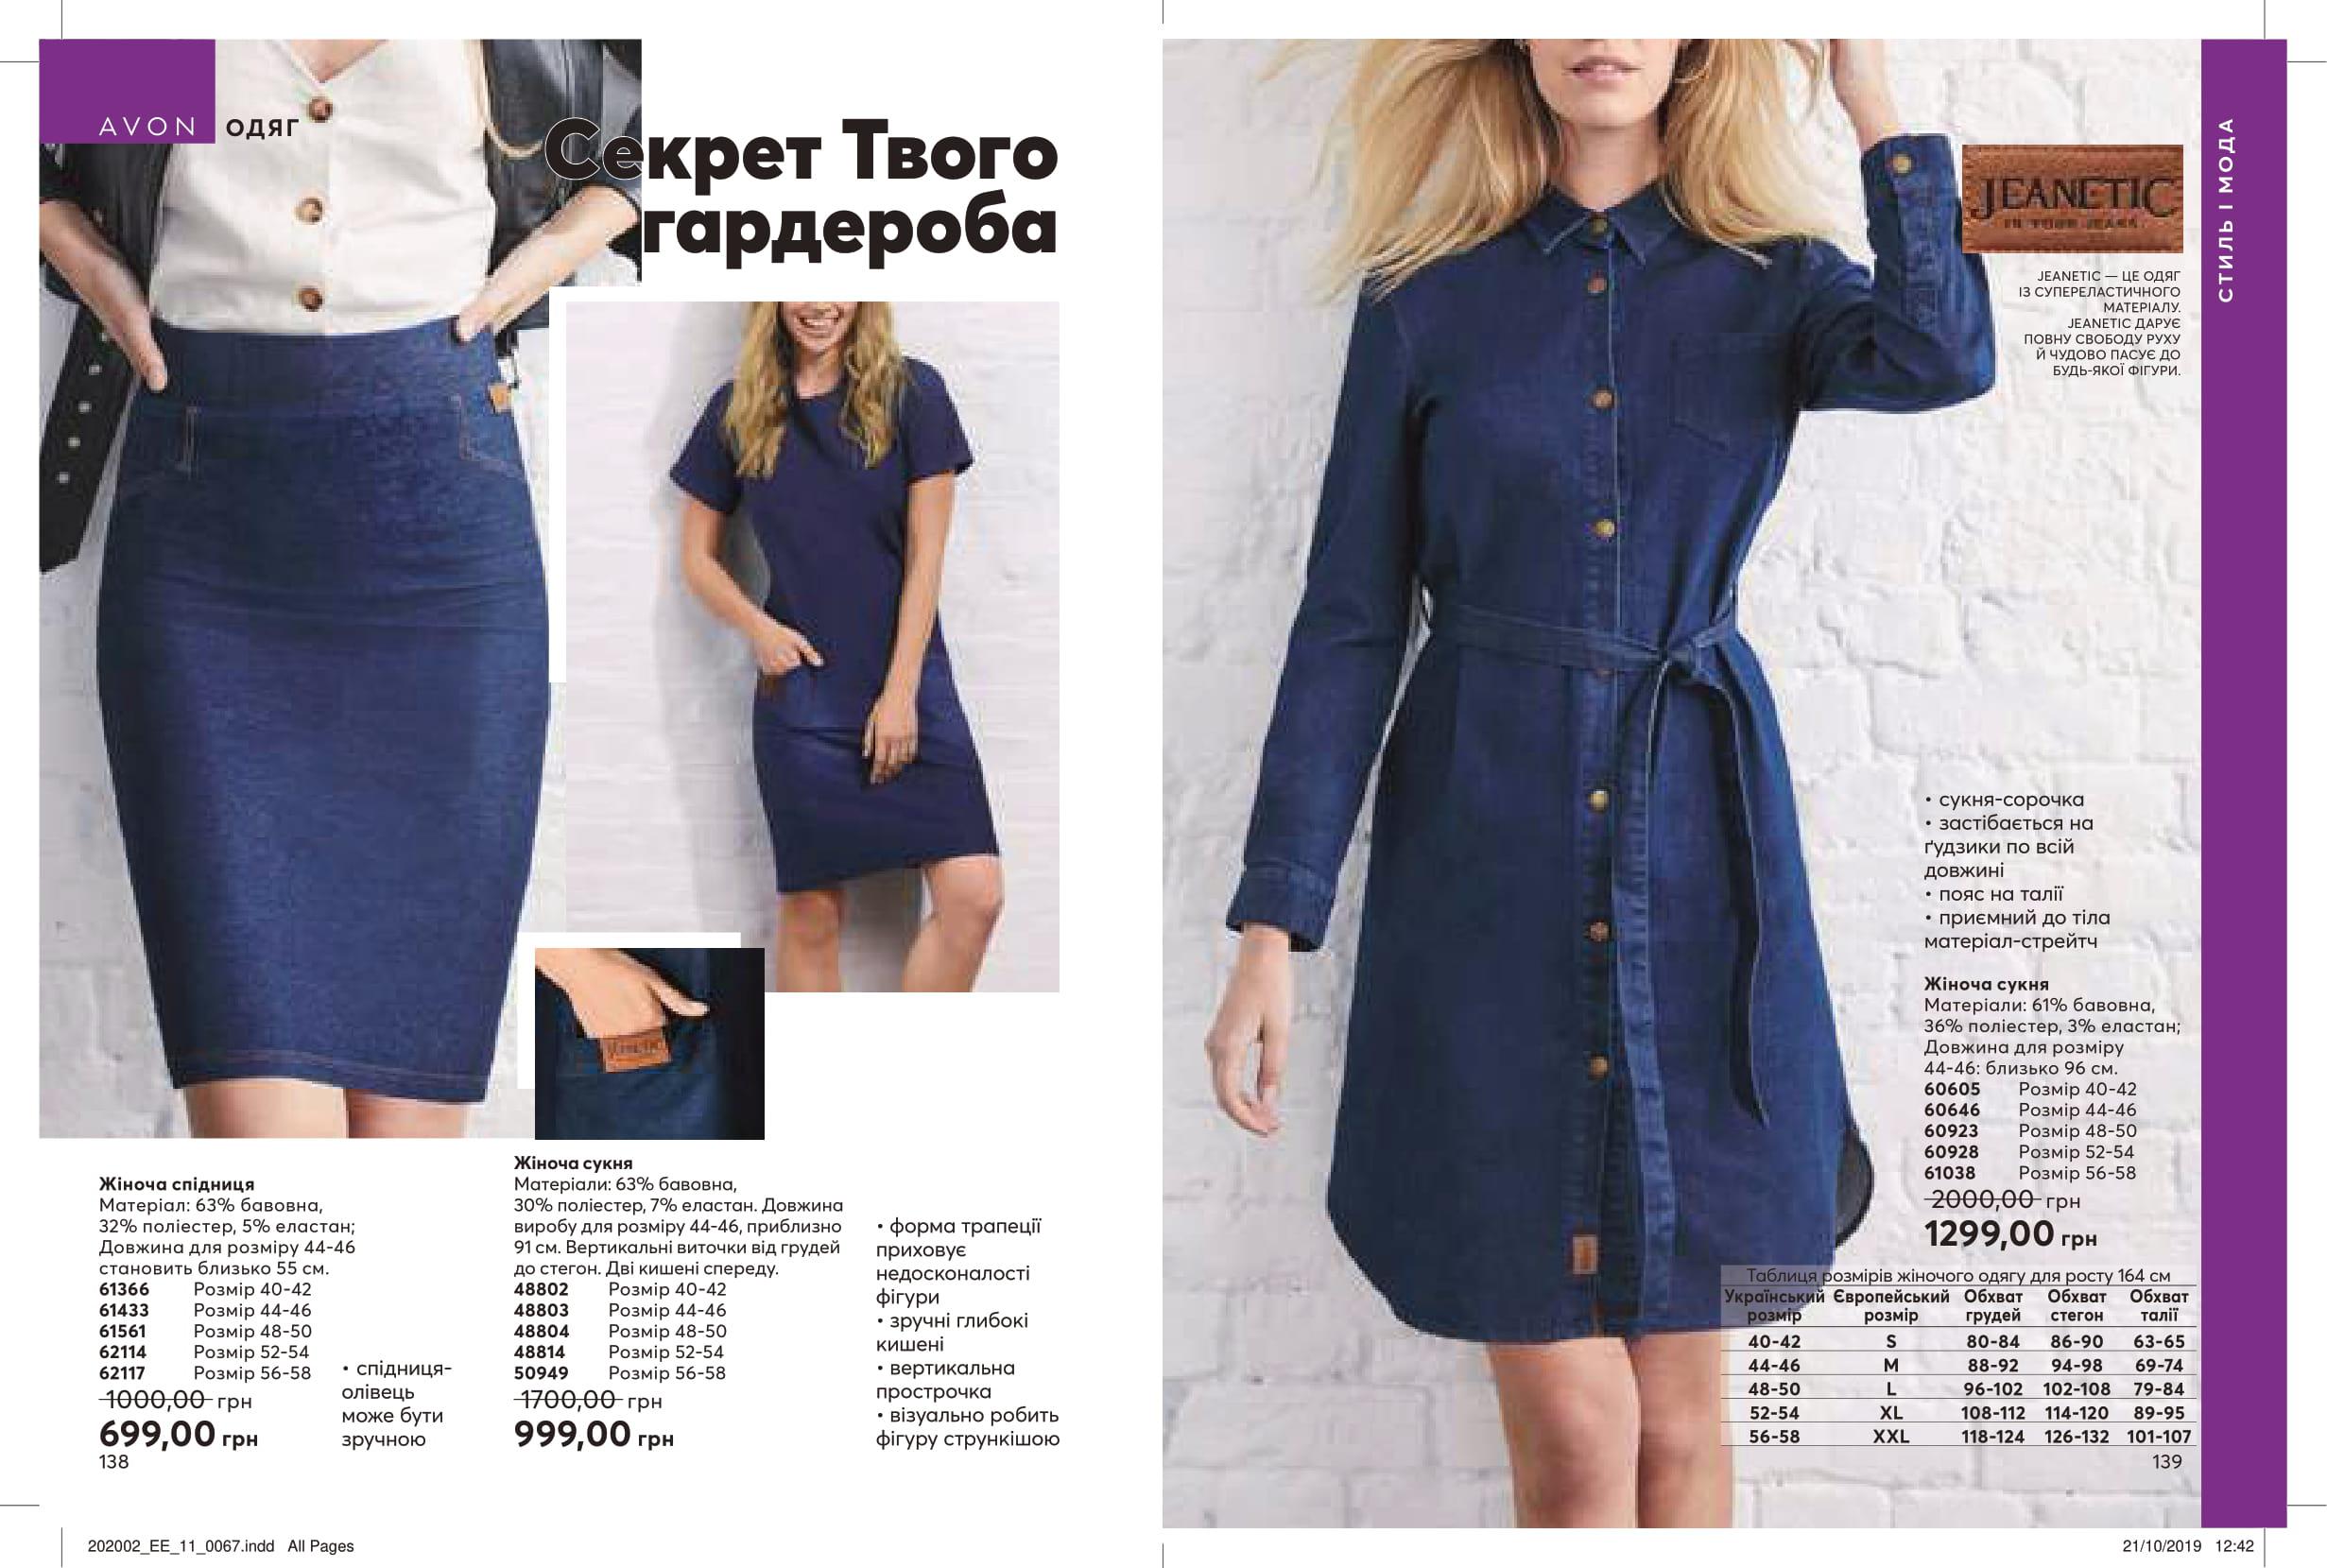 AVON ОДЯГ
Секрет Твого
гардероба
Жіноча спідниця
Матеріал: 63% бавовна,
32% поліестер, 5% еластан;
Довжина для розміру 44-46
становить близько 55 см.
61366 Розмір 40-42
61433 Розмір 44-46
61561 Розмір 48-50
62114 Розмір 52-54
62117 Розмір 56-58
1000,00 грн
699,00 грн
• спідниця-
олівець
може бути
зручною
138
JEANETIC
Жіноча сукня
Матеріали: 63% бавовна,
30% поліестер, 7% еластан. Довжина
виробу для розміру 44-46, приблизно
91 см. Вертикальні виточки від грудей
до стегон. Дві кишені спереду.
48802 Розмір 40-42
48803 Розмір 44-46
48804 Розмір 48-50
48814 Розмір 52-54
50949 Розмір 56-58
1700,00 грн
999,00 грн
• форма трапеції
приховує
недосконалості
фігури
• зручні глибокі
кишені
• вертикальна
прострочка
• візуально робить
фігуру стрункішою
JEANETIC
IN YOUR JEANS
JEANETIC — ЦЕ ОДЯГ
ІЗ СУПЕРЕЛАСТИЧНОГО
МАТЕРІАЛУ.
JEANETIC ДАРУЄ
ПОВНУ СВОБОДУ РУХУ
Й ЧУДОВО ПАСУЄ ДО
БУДЬ-ЯКОЇ ФІГУРИ.
СТИЛЬ І МОДА
• сукня-сорочка
• застібається на
ґудзики по всій
довжині
• пояс на талії
• приємний до тіла
матеріал-стрейтч
Жіноча сукня
Матеріали: 61% бавовна,
36% поліестер, 3% еластан;
Довжина для розміру
44-46: близько 96 см.
60605 Розмір 40-42
60646 Розмір 44-46
60923 Розмір 48-50
60928 Розмір 52-54
61038 Розмір 56-58
2000,00 грн
1299,00 грн
Таблиця розмірів жіночого одягу для росту 164 см
Український Європейський Обхват Обхват Обхват
розмір розмір грудей стегон талії
40-42 S 80-84 86-90 63-65
44-46 M 88-92 94-98 69-74
48-50 L 96-102 102-108 79-84
52-54 XL 108-112 114-120 89-95
56-58 XXL 118-124 126-132 101-107
139
202002_EE_11_0067.indd All Pages
21/10/2019 12:42